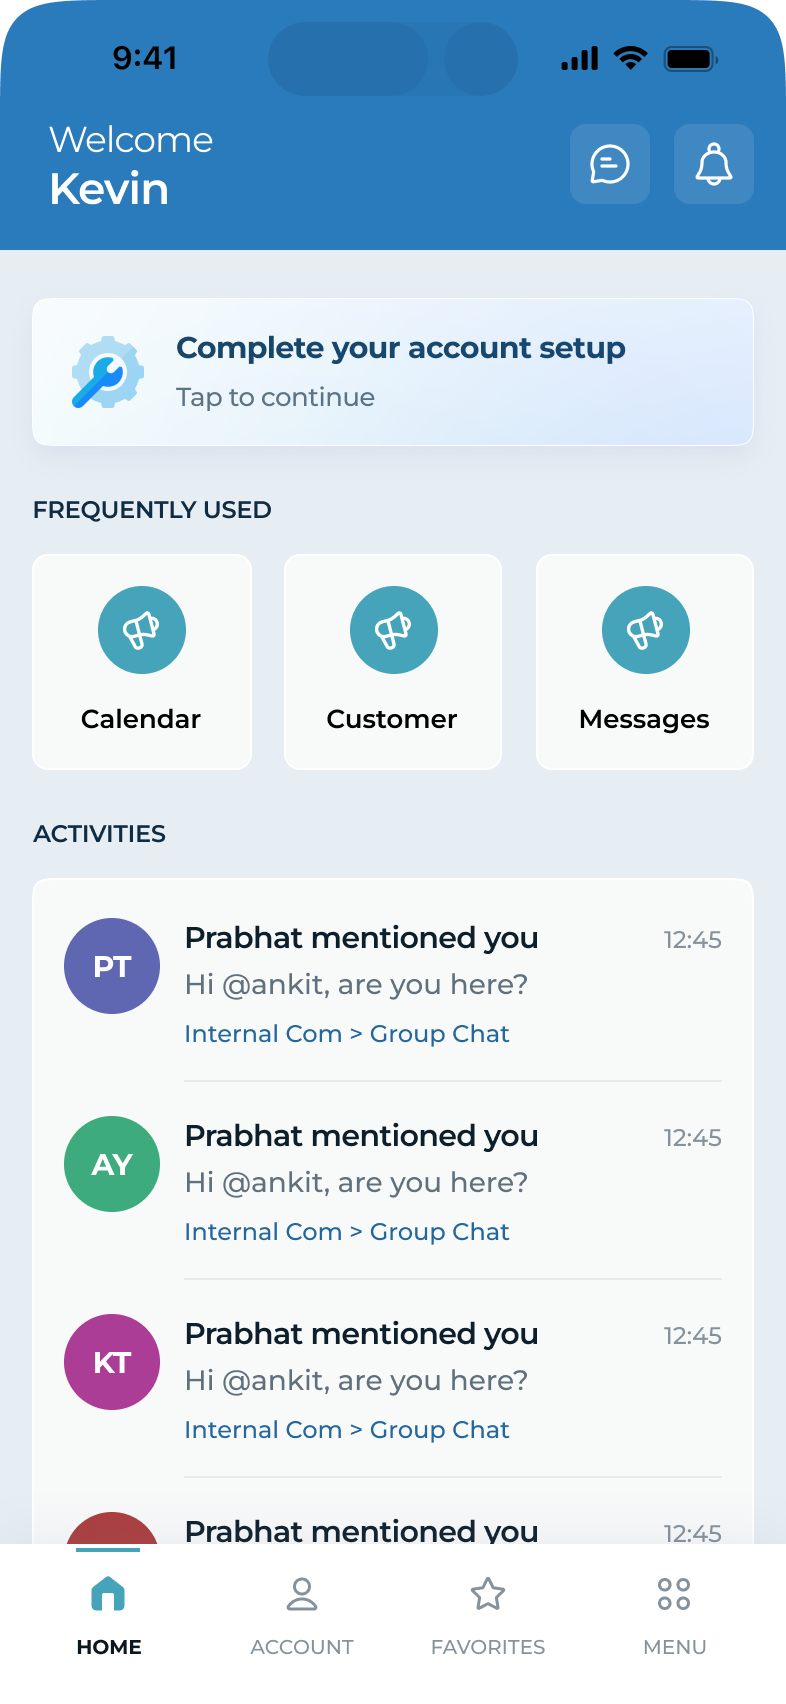 9:41
Welcome
Kevin
Complete your account setup
Tap to continue
FREQUENTLY USED
Calendar
Customer
Messages
ACTIVITIES
PT
Prabhat mentioned you
12:45
Hi @ankit, are you here?
Internal Com > Group Chat
AY
Prabhat mentioned you
12:45
Hi @ankit, are you here?
Internal Com > Group Chat
KT
Prabhat mentioned you
12:45
Hi @ankit, are you here?
Internal Com > Group Chat
Prabhat mentioned you
12:45
HOME
ACCOUNT
FAVORITES
MENU